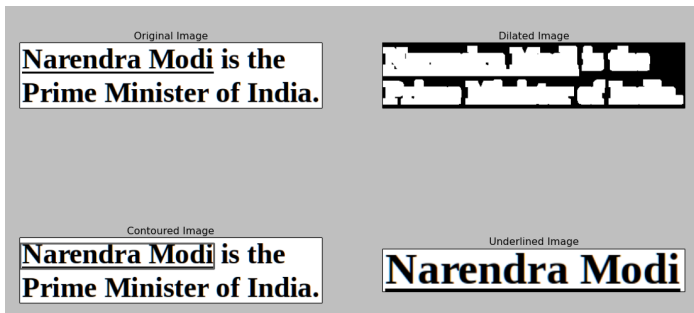 Original Image
Narendra Modi is the
Prime Minister of India.
Dilated Image
Contoured Image
Narendra Modi is the
Prime Minister of India.
Underlined Image
Narendra Modi